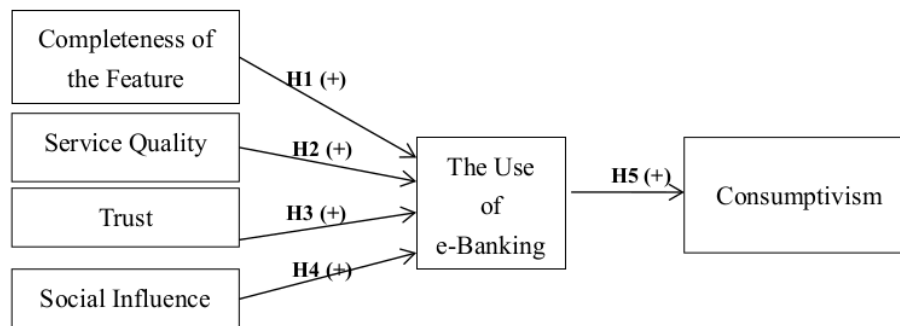 Completeness of
the Feature
H1 (+)
Service Quality
H2 (+)
The Use
of
e-Banking
H5 (+)
Consumptivism
Trust
H3 (+)
Social Influence
H4 (+)